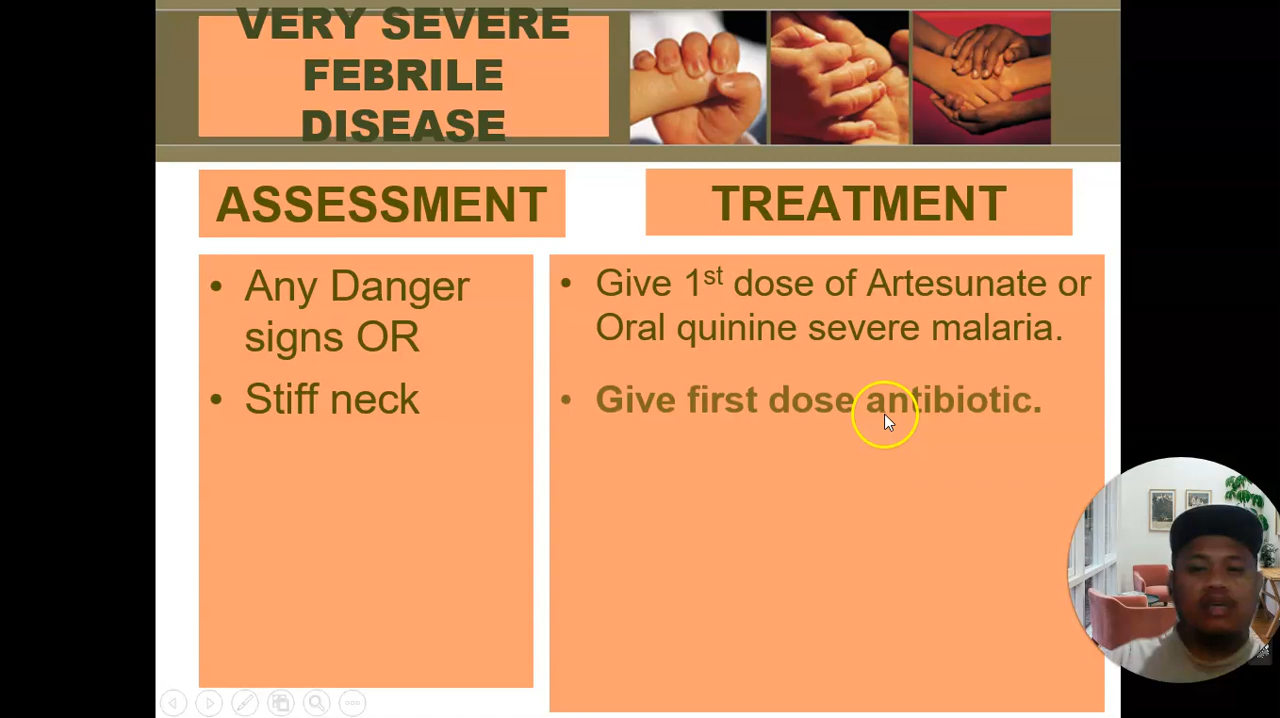 VERY SEVERE
FEBRILE
DISEASE
ASSESSMENT
TREATMENT
• Any Danger
signs OR
• Stiff neck
• Give 1st dose of Artesunate or
Oral quinine severe malaria.
• Give first dose antibiotic.